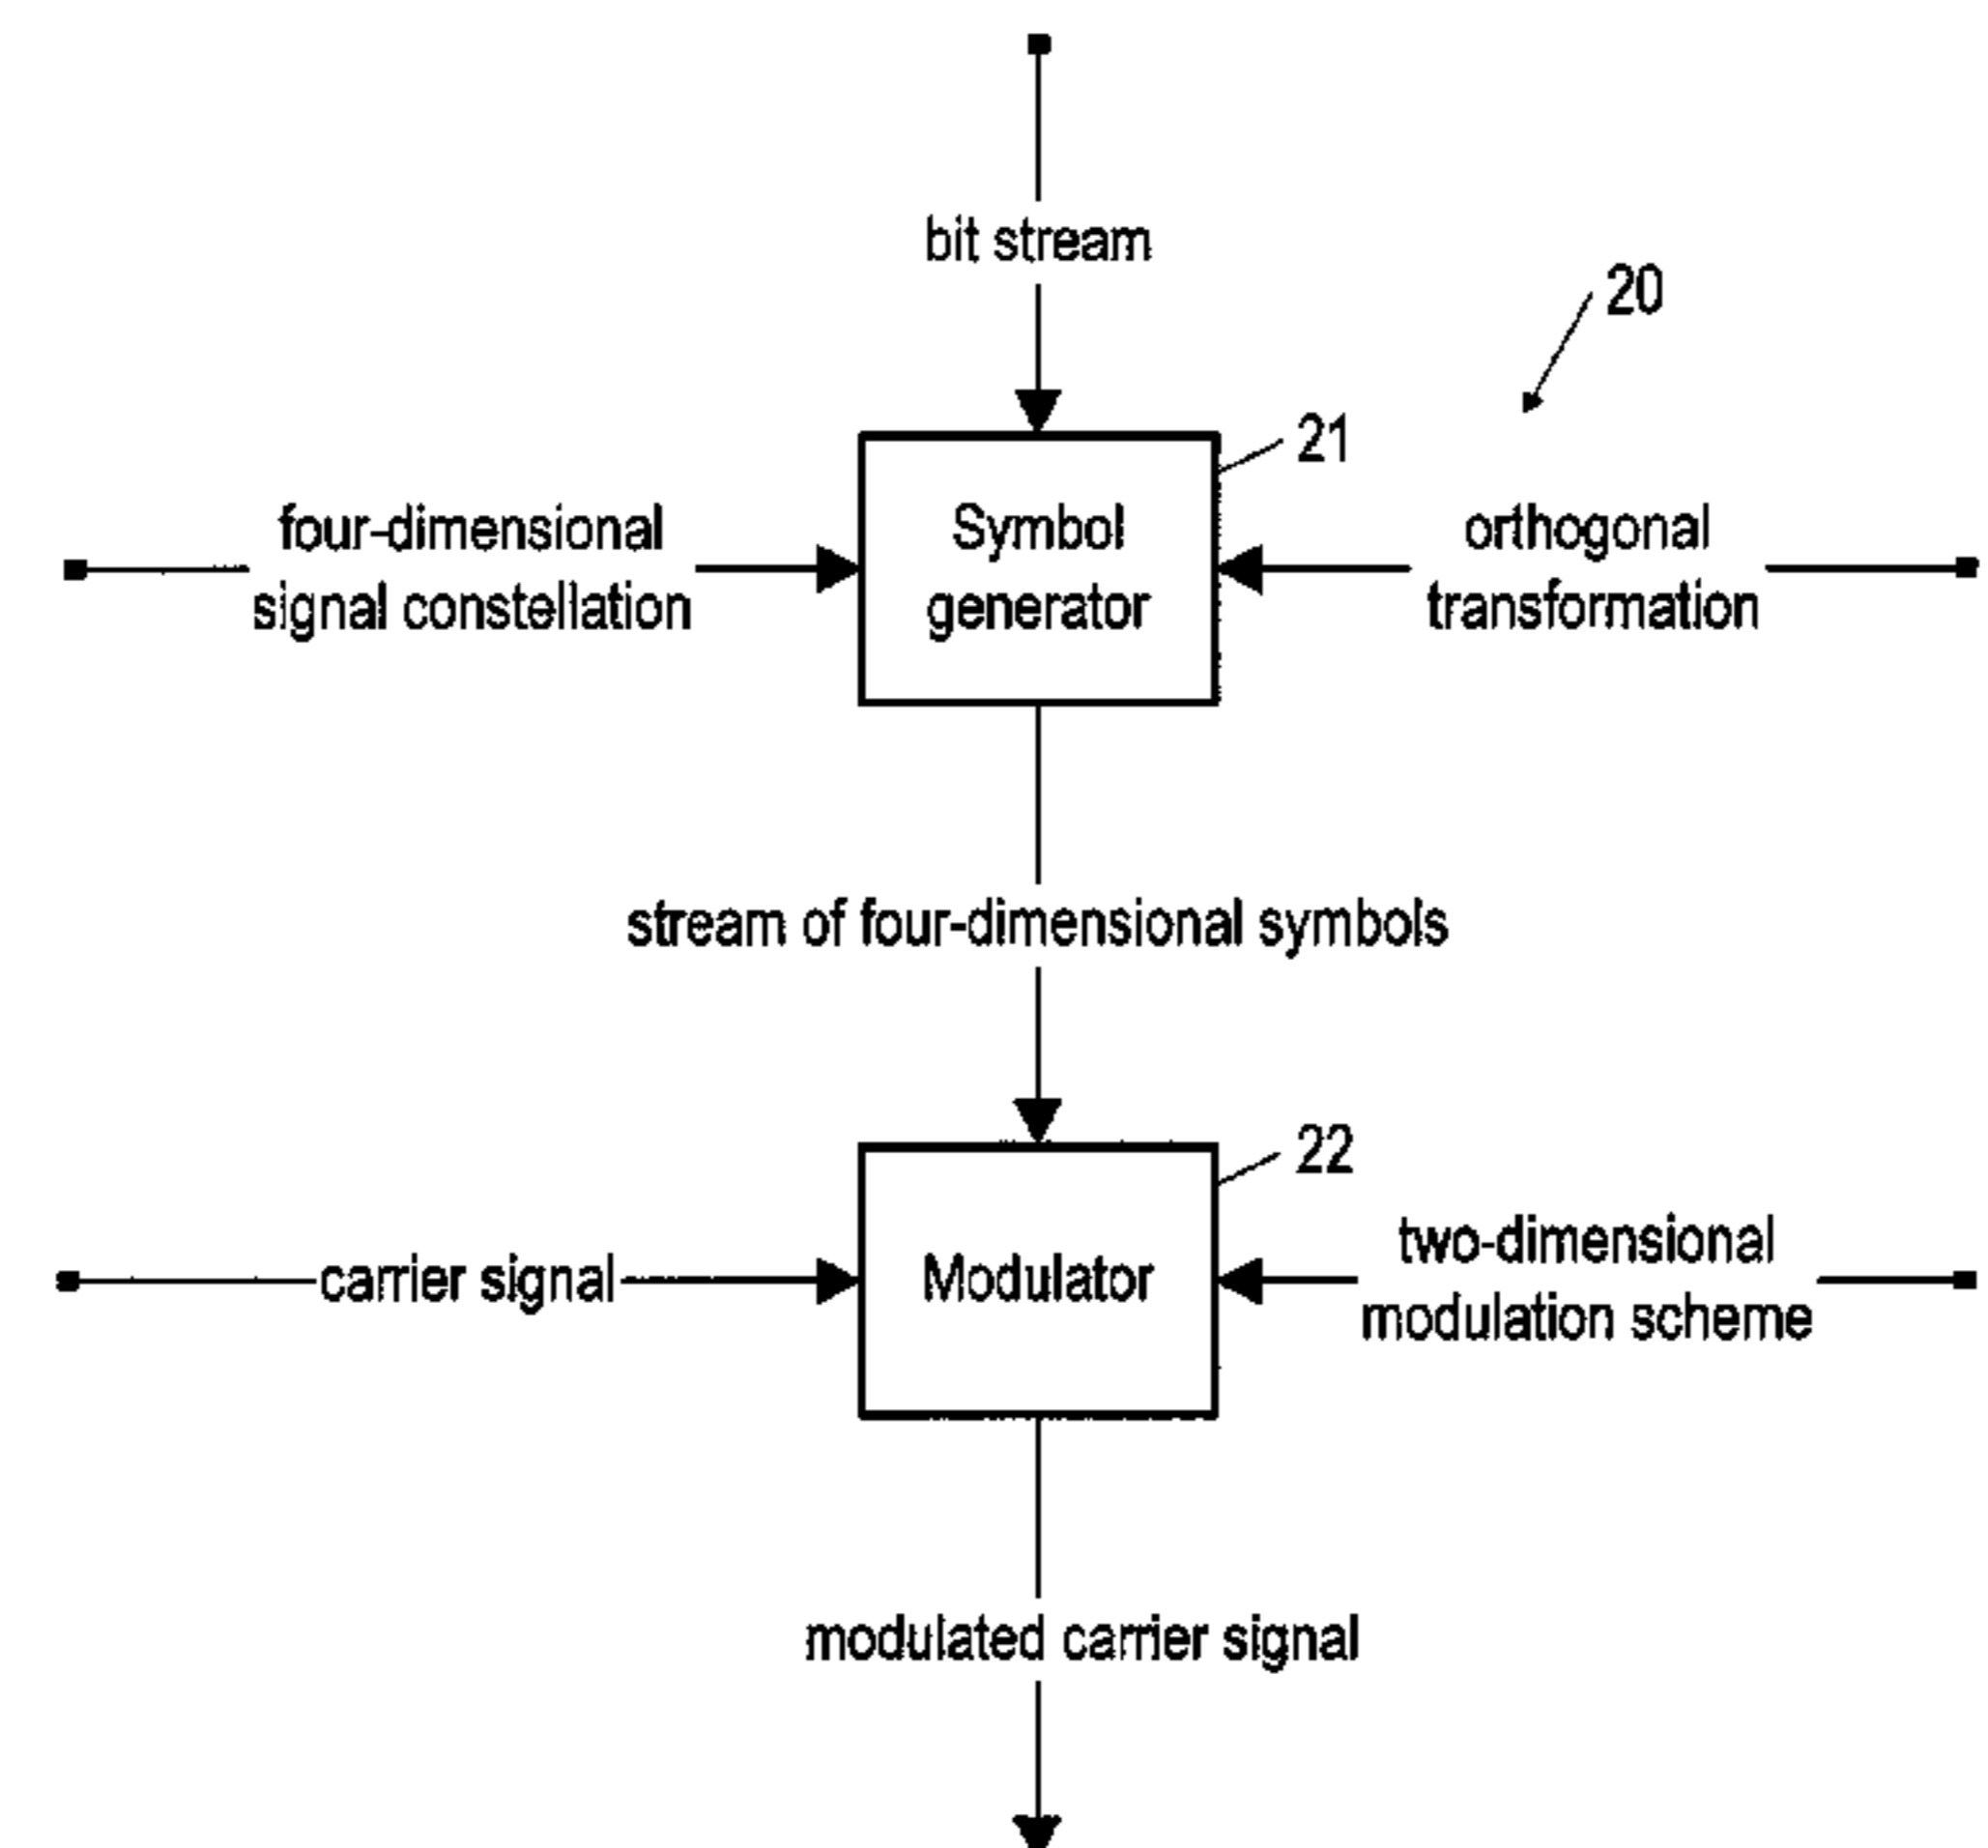 bit stream
20
21
four-dimensional
signal constellation
Symbol
generator
orthogonal
transformation
stream of four-dimensional symbols
22
carrier signal
Modulator
two-dimensional
modulation scheme
modulated carrier signal